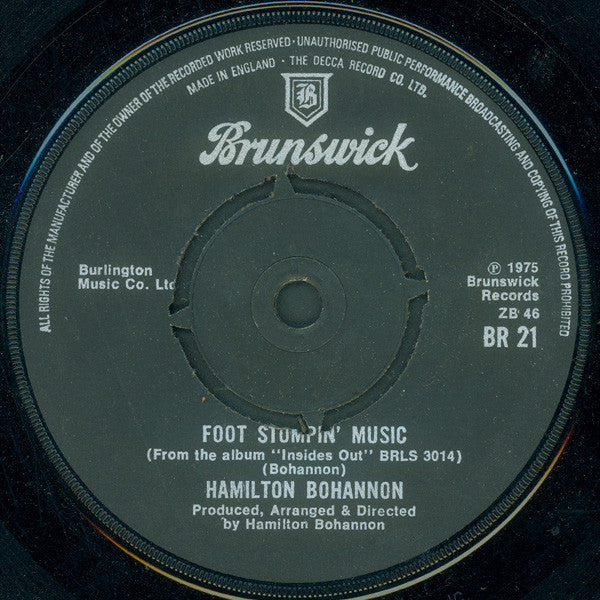 ALL RIGHTS OF THE MANUFACTURER AND OF THE OWNER OF THE RECORDED WORK RESERVED · UNAUTHORISED PUBLIC PERFORMANCE BROADCASTING AND COPYING OF THIS RECORD PROHIBITED
MADE IN ENGLAND · THE DECCA RECORD CO. LTD.
B
Brunswick
Burlington
Music Co. Ltd
℗ 1975
Brunswick
Records
ZB 46
BR 21
FOOT STOMPIN' MUSIC
(From the album "Insides Out" BRLS 3014)
(Bohannon)
HAMILTON BOHANNON
Produced, Arranged & Directed
by Hamilton Bohannon